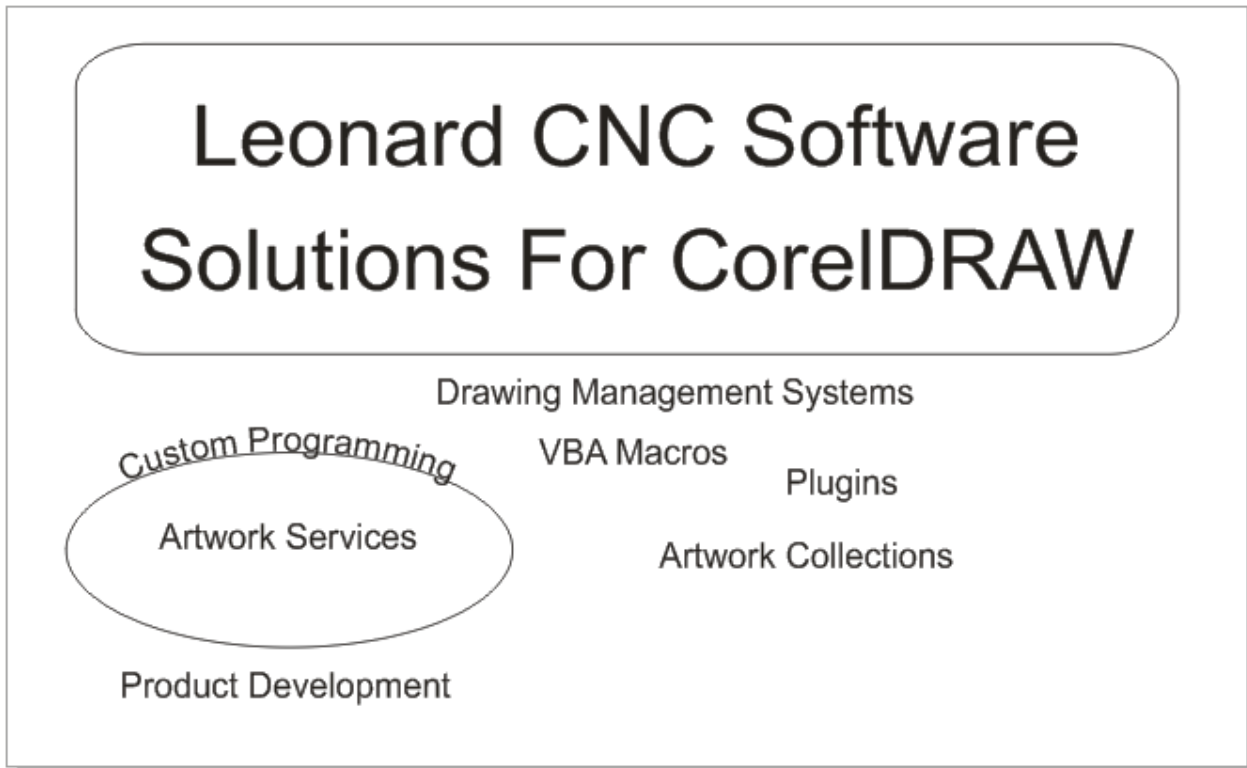 Leonard CNC Software
Solutions For CorelDRAW
Drawing Management Systems
Custom Programming
VBA Macros
Plugins
Artwork Services
Artwork Collections
Product Development